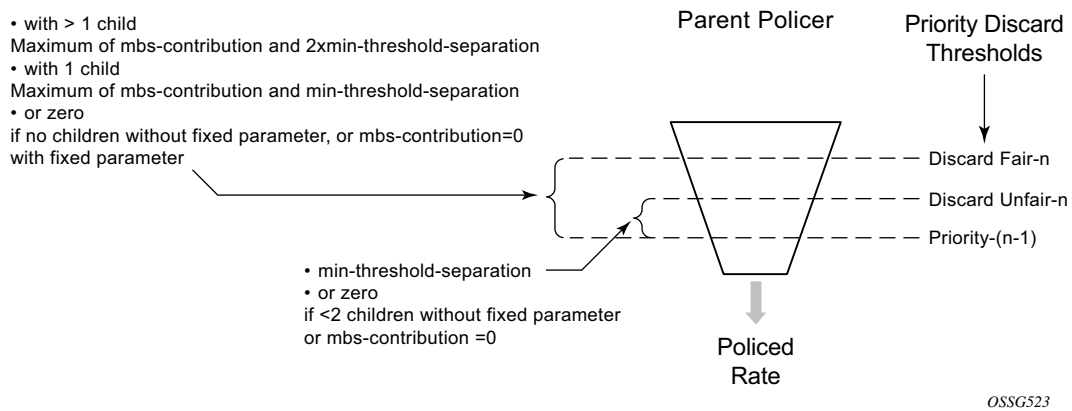 • with > 1 child
Maximum of mbs-contribution and 2xmin-threshold-separation
• with 1 child
Maximum of mbs-contribution and min-threshold-separation
• or zero
if no children without fixed parameter, or mbs-contribution=0
with fixed parameter
Parent Policer
Priority Discard
Thresholds
Discard Fair-n
Discard Unfair-n
Priority-(n-1)
• min-threshold-separation
• or zero
if <2 children without fixed parameter
or mbs-contribution =0
Policed
Rate
OSSG523